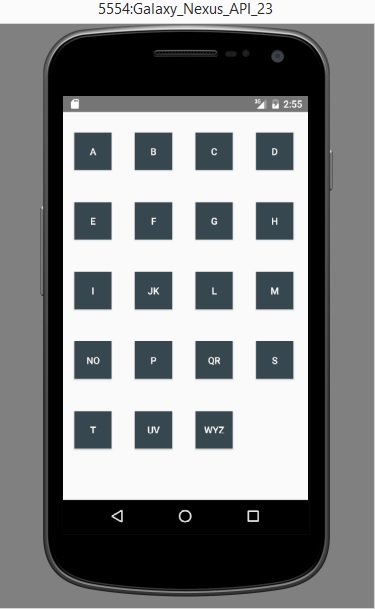 5554:Galaxy_Nexus_API_23
3G 2:55
A B C D
E F G H
I JK L M
NO P QR S
T UV WYZ